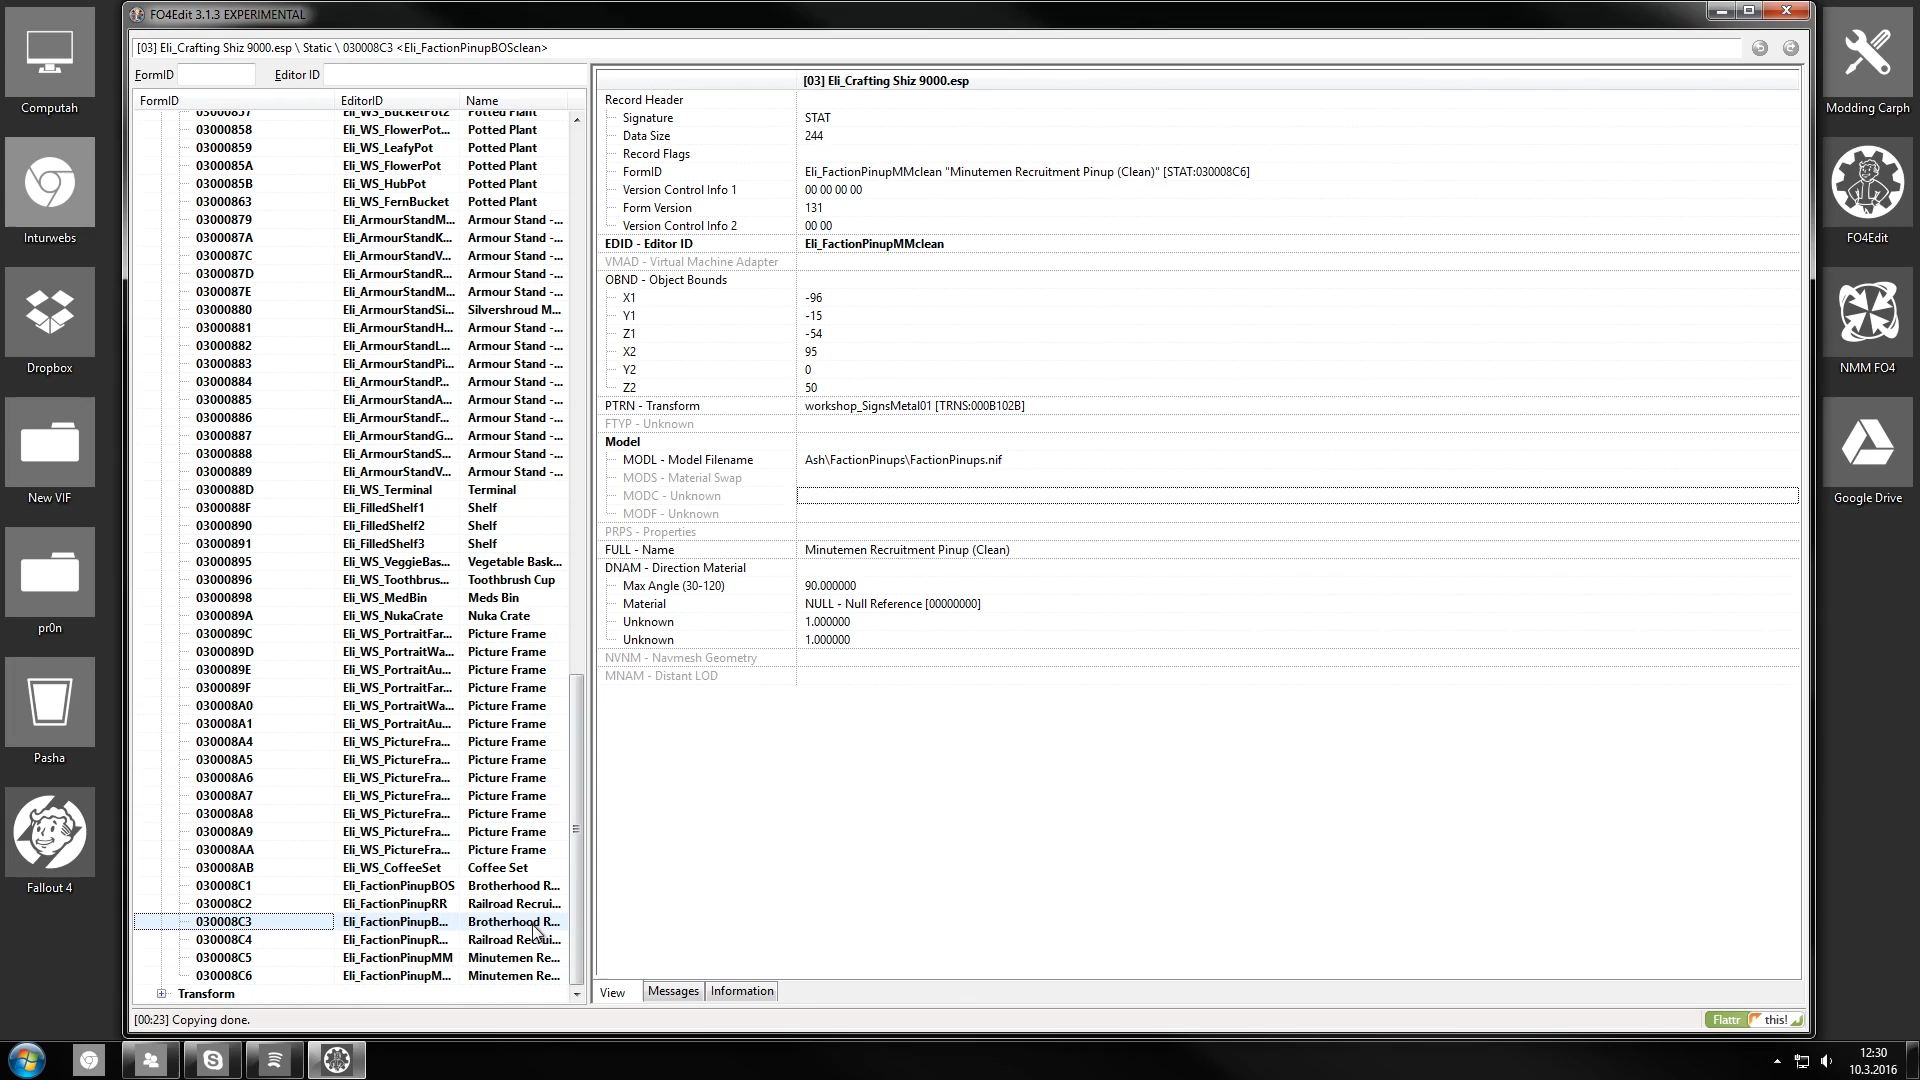 FO4Edit 3.1.3 EXPERIMENTAL
[03] Eli_Crafting Shiz 9000.esp \ Static \ 030008C3 <Eli_FactionPinupBOSclean>
FormID
Editor ID
FormID EditorID Name
03000857 Eli_WS_BucketPot2 Potted Plant
03000858 Eli_WS_FlowerPot... Potted Plant
03000859 Eli_WS_LeafyPot Potted Plant
0300085A Eli_WS_FlowerPot Potted Plant
0300085B Eli_WS_HubPot Potted Plant
03000863 Eli_WS_FernBucket Potted Plant
03000879 Eli_ArmourStandM... Armour Stand -...
0300087A Eli_ArmourStandK... Armour Stand -...
0300087C Eli_ArmourStandV... Armour Stand -...
0300087D Eli_ArmourStandR... Armour Stand -...
0300087E Eli_ArmourStandM... Armour Stand -...
03000880 Eli_ArmourStandSi... Silvershroud M...
03000881 Eli_ArmourStandH... Armour Stand -...
03000882 Eli_ArmourStandL... Armour Stand -...
03000883 Eli_ArmourStandPi... Armour Stand -...
03000884 Eli_ArmourStandP... Armour Stand -...
03000885 Eli_ArmourStandA... Armour Stand -...
03000886 Eli_ArmourStandF... Armour Stand -...
03000887 Eli_ArmourStandG... Armour Stand -...
03000888 Eli_ArmourStandS... Armour Stand -...
03000889 Eli_ArmourStandV... Armour Stand -...
0300088D Eli_WS_Terminal Terminal
0300088F Eli_FilledShelf1 Shelf
03000890 Eli_FilledShelf2 Shelf
03000891 Eli_FilledShelf3 Shelf
03000895 Eli_WS_VeggieBas... Vegetable Bask...
03000896 Eli_WS_Toothbrus... Toothbrush Cup
03000898 Eli_WS_MedBin Meds Bin
0300089A Eli_WS_NukaCrate Nuka Crate
0300089C Eli_WS_PortraitFar... Picture Frame
0300089D Eli_WS_PortraitWa... Picture Frame
0300089E Eli_WS_PortraitAu... Picture Frame
0300089F Eli_WS_PortraitFar... Picture Frame
030008A0 Eli_WS_PortraitWa... Picture Frame
030008A1 Eli_WS_PortraitAu... Picture Frame
030008A4 Eli_WS_PictureFra... Picture Frame
030008A5 Eli_WS_PictureFra... Picture Frame
030008A6 Eli_WS_PictureFra... Picture Frame
030008A7 Eli_WS_PictureFra... Picture Frame
030008A8 Eli_WS_PictureFra... Picture Frame
030008A9 Eli_WS_PictureFra... Picture Frame
030008AA Eli_WS_PictureFra... Picture Frame
030008AB Eli_WS_CoffeeSet Coffee Set
030008C1 Eli_FactionPinupBOS Brotherhood R...
030008C2 Eli_FactionPinupRR Railroad Recrui...
030008C3 Eli_FactionPinupB... Brotherhood R...
030008C4 Eli_FactionPinupR... Railroad Recrui...
030008C5 Eli_FactionPinupMM Minutemen Re...
030008C6 Eli_FactionPinupM... Minutemen Re...
Transform
[03] Eli_Crafting Shiz 9000.esp
Record Header
Signature STAT
Data Size 244
Record Flags
FormID Eli_FactionPinupMMclean "Minutemen Recruitment Pinup (Clean)" [STAT:030008C6]
Version Control Info 1 00 00 00 00
Form Version 131
Version Control Info 2 00 00
EDID - Editor ID Eli_FactionPinupMMclean
VMAD - Virtual Machine Adapter
OBND - Object Bounds
X1 -96
Y1 -15
Z1 -54
X2 95
Y2 0
Z2 50
PTRN - Transform workshop_SignsMetal01 [TRNS:000B102B]
FTYP - Unknown
Model
MODL - Model Filename Ash\FactionPinups\FactionPinups.nif
MODS - Material Swap
MODC - Unknown
MODF - Unknown
PRPS - Properties
FULL - Name Minutemen Recruitment Pinup (Clean)
DNAM - Direction Material
Max Angle (30-120) 90.000000
Material NULL - Null Reference [00000000]
Unknown 1.000000
Unknown 1.000000
NVNM - Navmesh Geometry
MNAM - Distant LOD
View Messages Information
[00:23] Copying done.
Flattr this!
Computah
Inturwebs
Dropbox
New VIF
pr0n
Pasha
Fallout 4
Modding Carph
FO4Edit
NMM FO4
Google Drive
12:30
10.3.2016